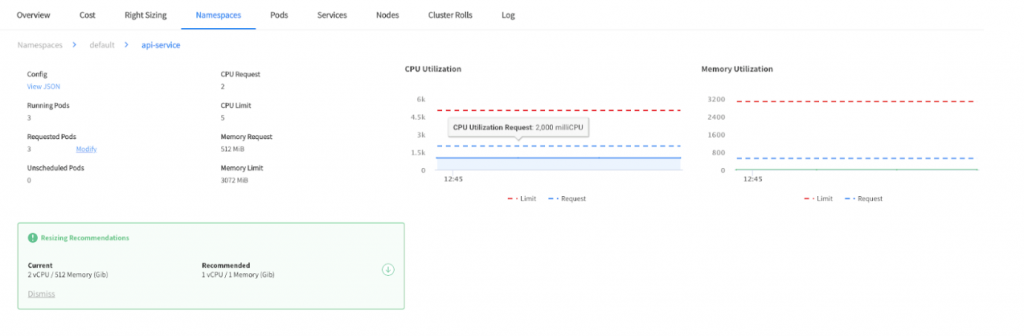 Overview Cost Right Sizing Namespaces Pods Services Nodes Cluster Rolls Log
Namespaces > default > api-service
Config
View JSON
Running Pods
3
Requested Pods
3 Modify
Unscheduled Pods
0
CPU Request
2
CPU Limit
5
Memory Request
512 MiB
Memory Limit
3072 MiB
CPU Utilization
6k
4.5k
3k
1.5k
0
CPU Utilization Request: 2,000 milliCPU
12:45
Limit Request
Memory Utilization
3200
2400
1600
800
0
12:45
Limit Request
Resizing Recommendations
Current
2 vCPU / 512 Memory (Gib)
Recommended
1 vCPU / 1 Memory (Gib)
Dismiss